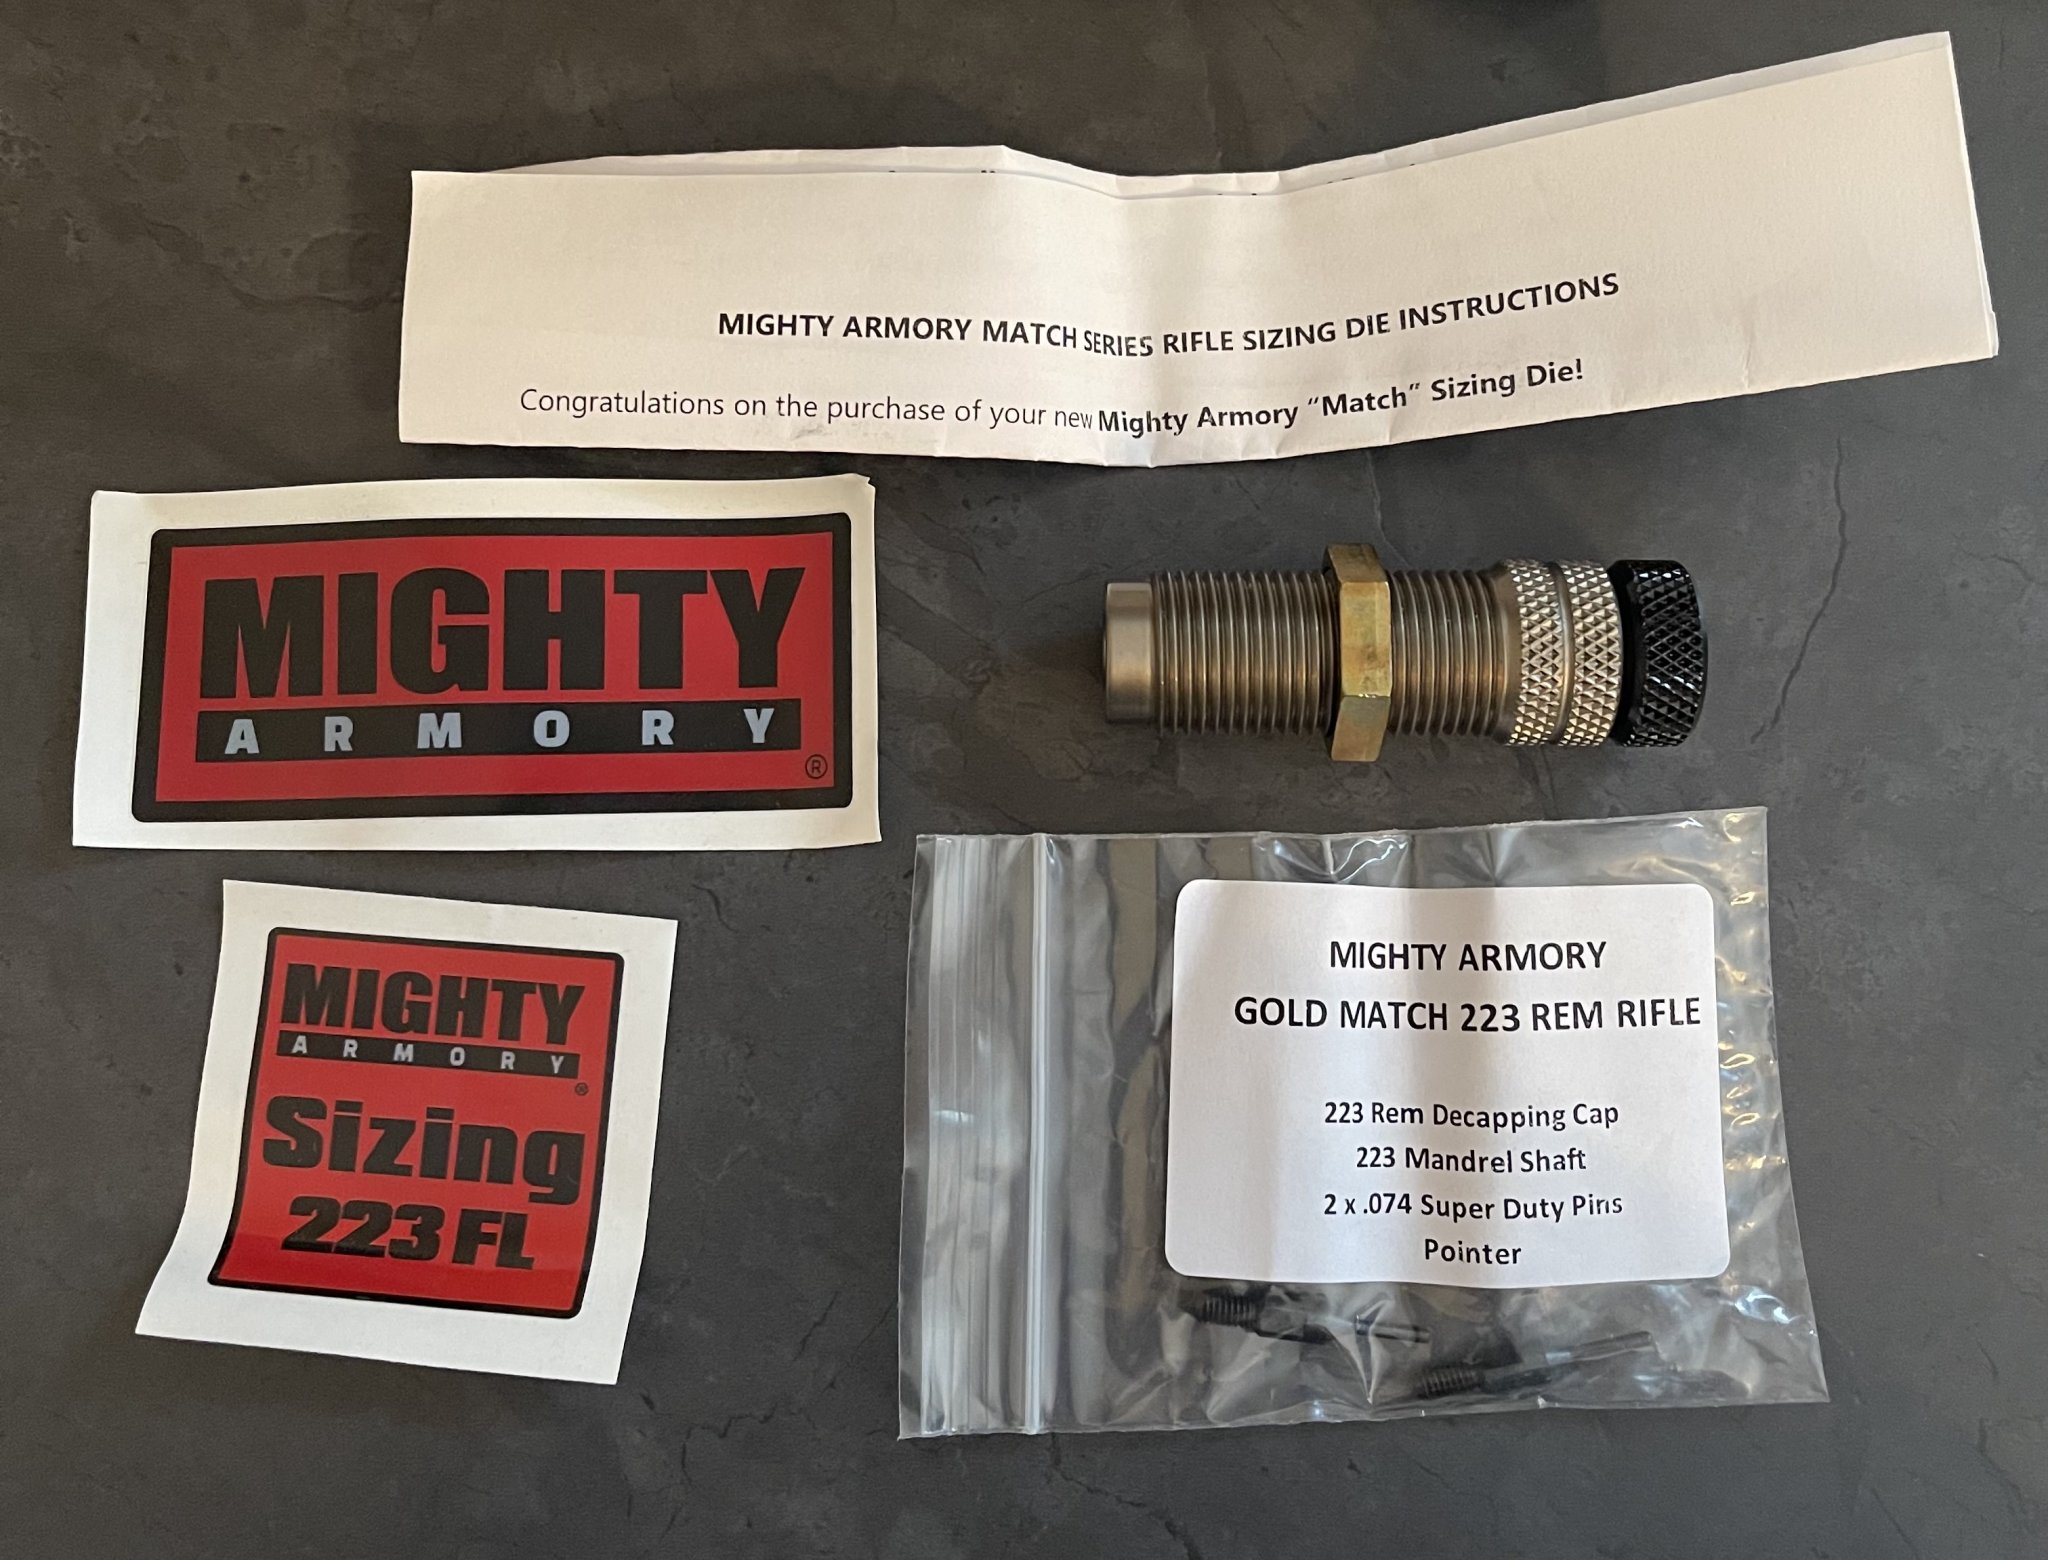 MIGHTY ARMORY MATCH SERIES RIFLE SIZING DIE INSTRUCTIONS
Congratulations on the purchase of your new Mighty Armory “Match” Sizing Die!
MIGHTY
ARMORY
®
MIGHTY
ARMORY
®
Sizing
223 FL
MIGHTY ARMORY
GOLD MATCH 223 REM RIFLE
223 Rem Decapping Cap
223 Mandrel Shaft
2 x .074 Super Duty Pins
Pointer